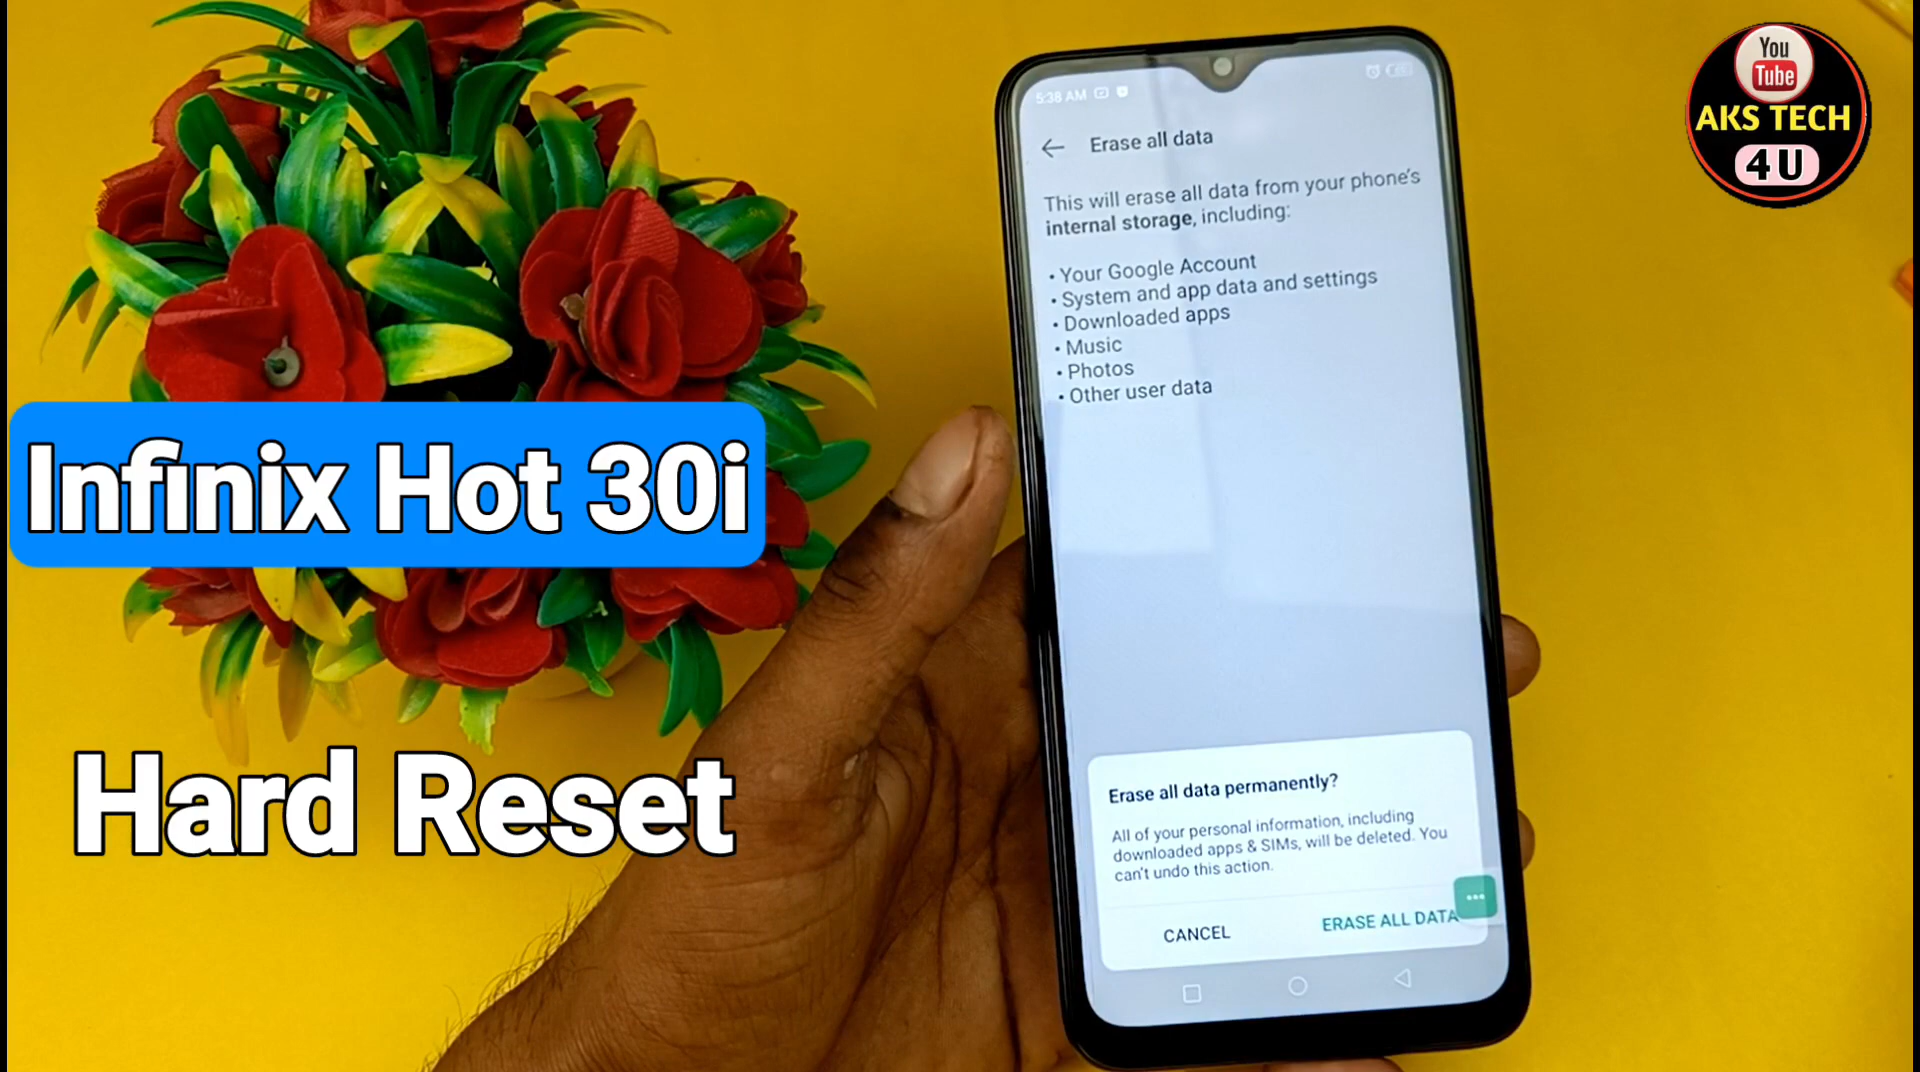 You
Tube
AKS TECH
4 U
Infinix Hot 30i
Hard Reset
5:38 AM
Erase all data
This will erase all data from your phone's
internal storage, including:
• Your Google Account
• System and app data and settings
• Downloaded apps
• Music
• Photos
• Other user data
Erase all data permanently?
All of your personal information, including
downloaded apps & SIMs, will be deleted. You
can't undo this action.
CANCEL
ERASE ALL DATA